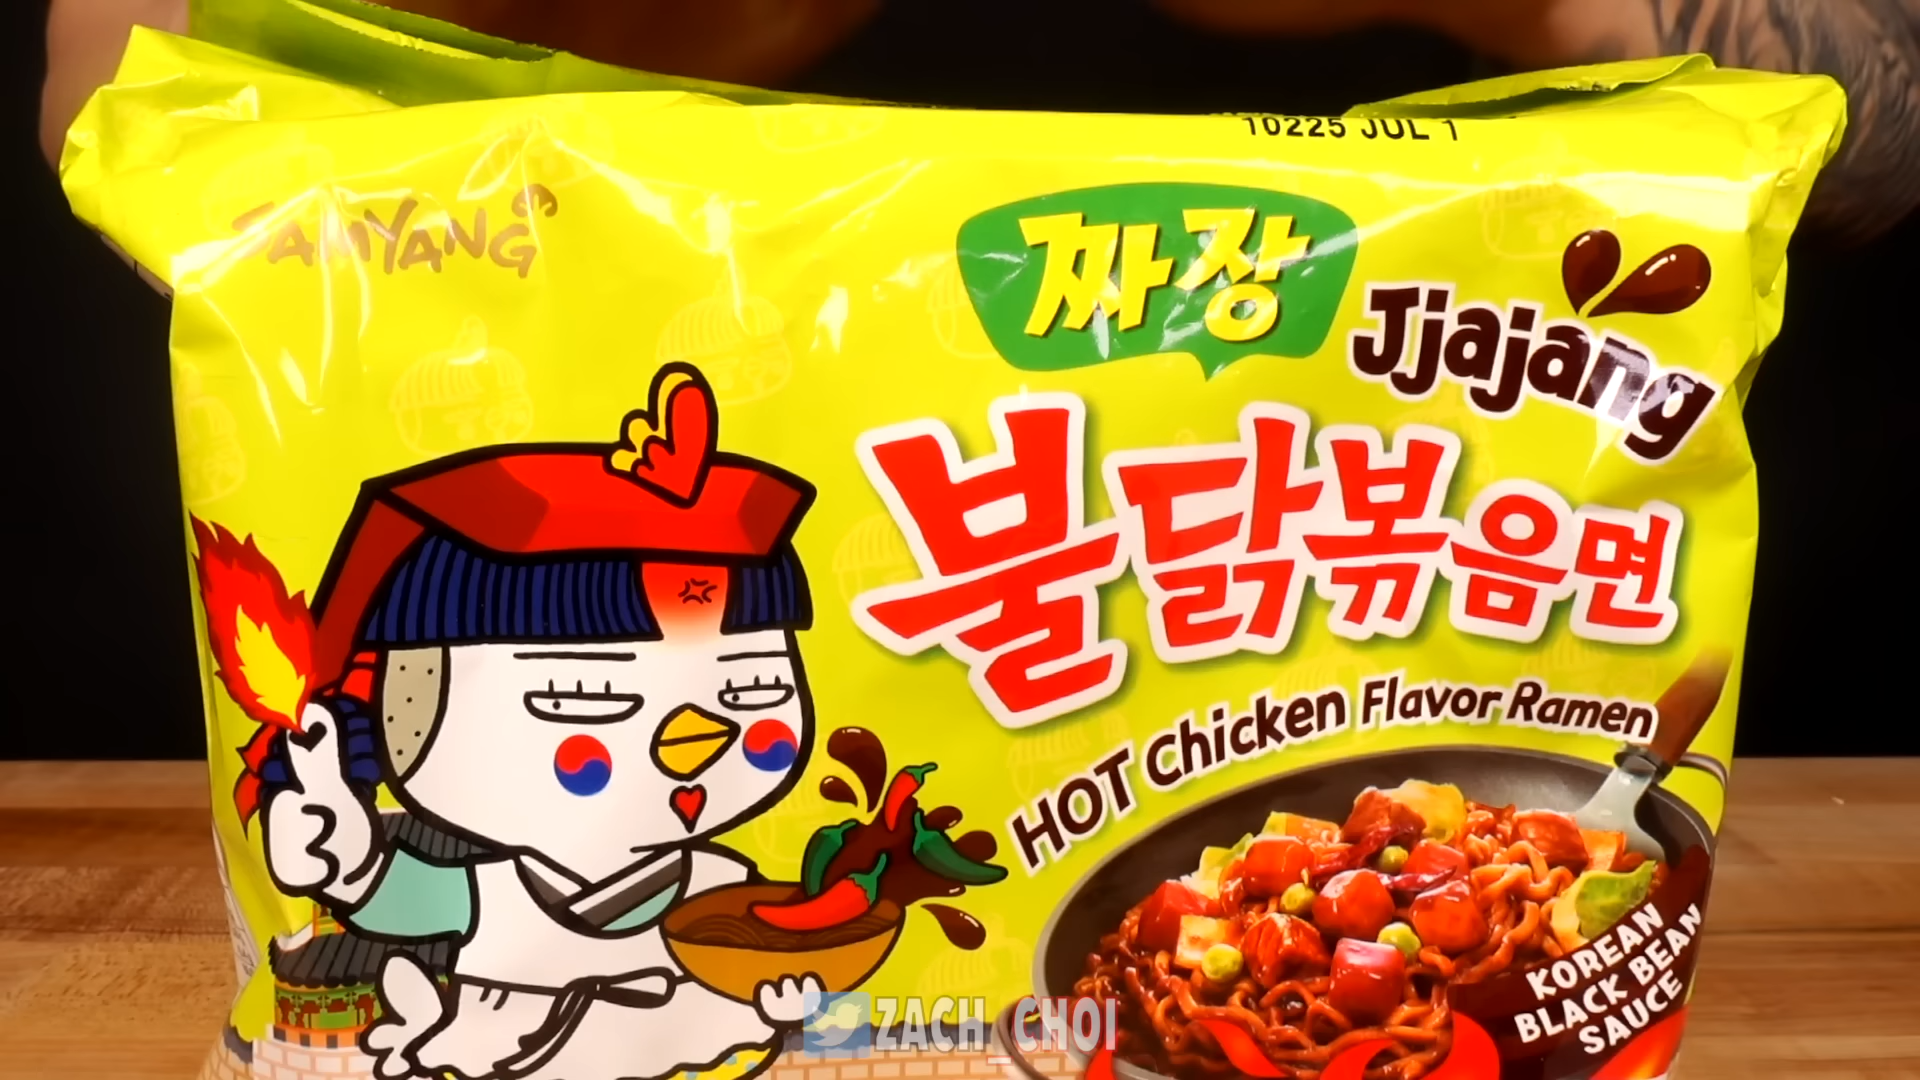 10225 JUL 1
SAMYANG
짜장
Jjajang
불닭볶음면
HOT Chicken Flavor Ramen
KOREAN
BLACK BEAN
SAUCE
ZACH_CHOI